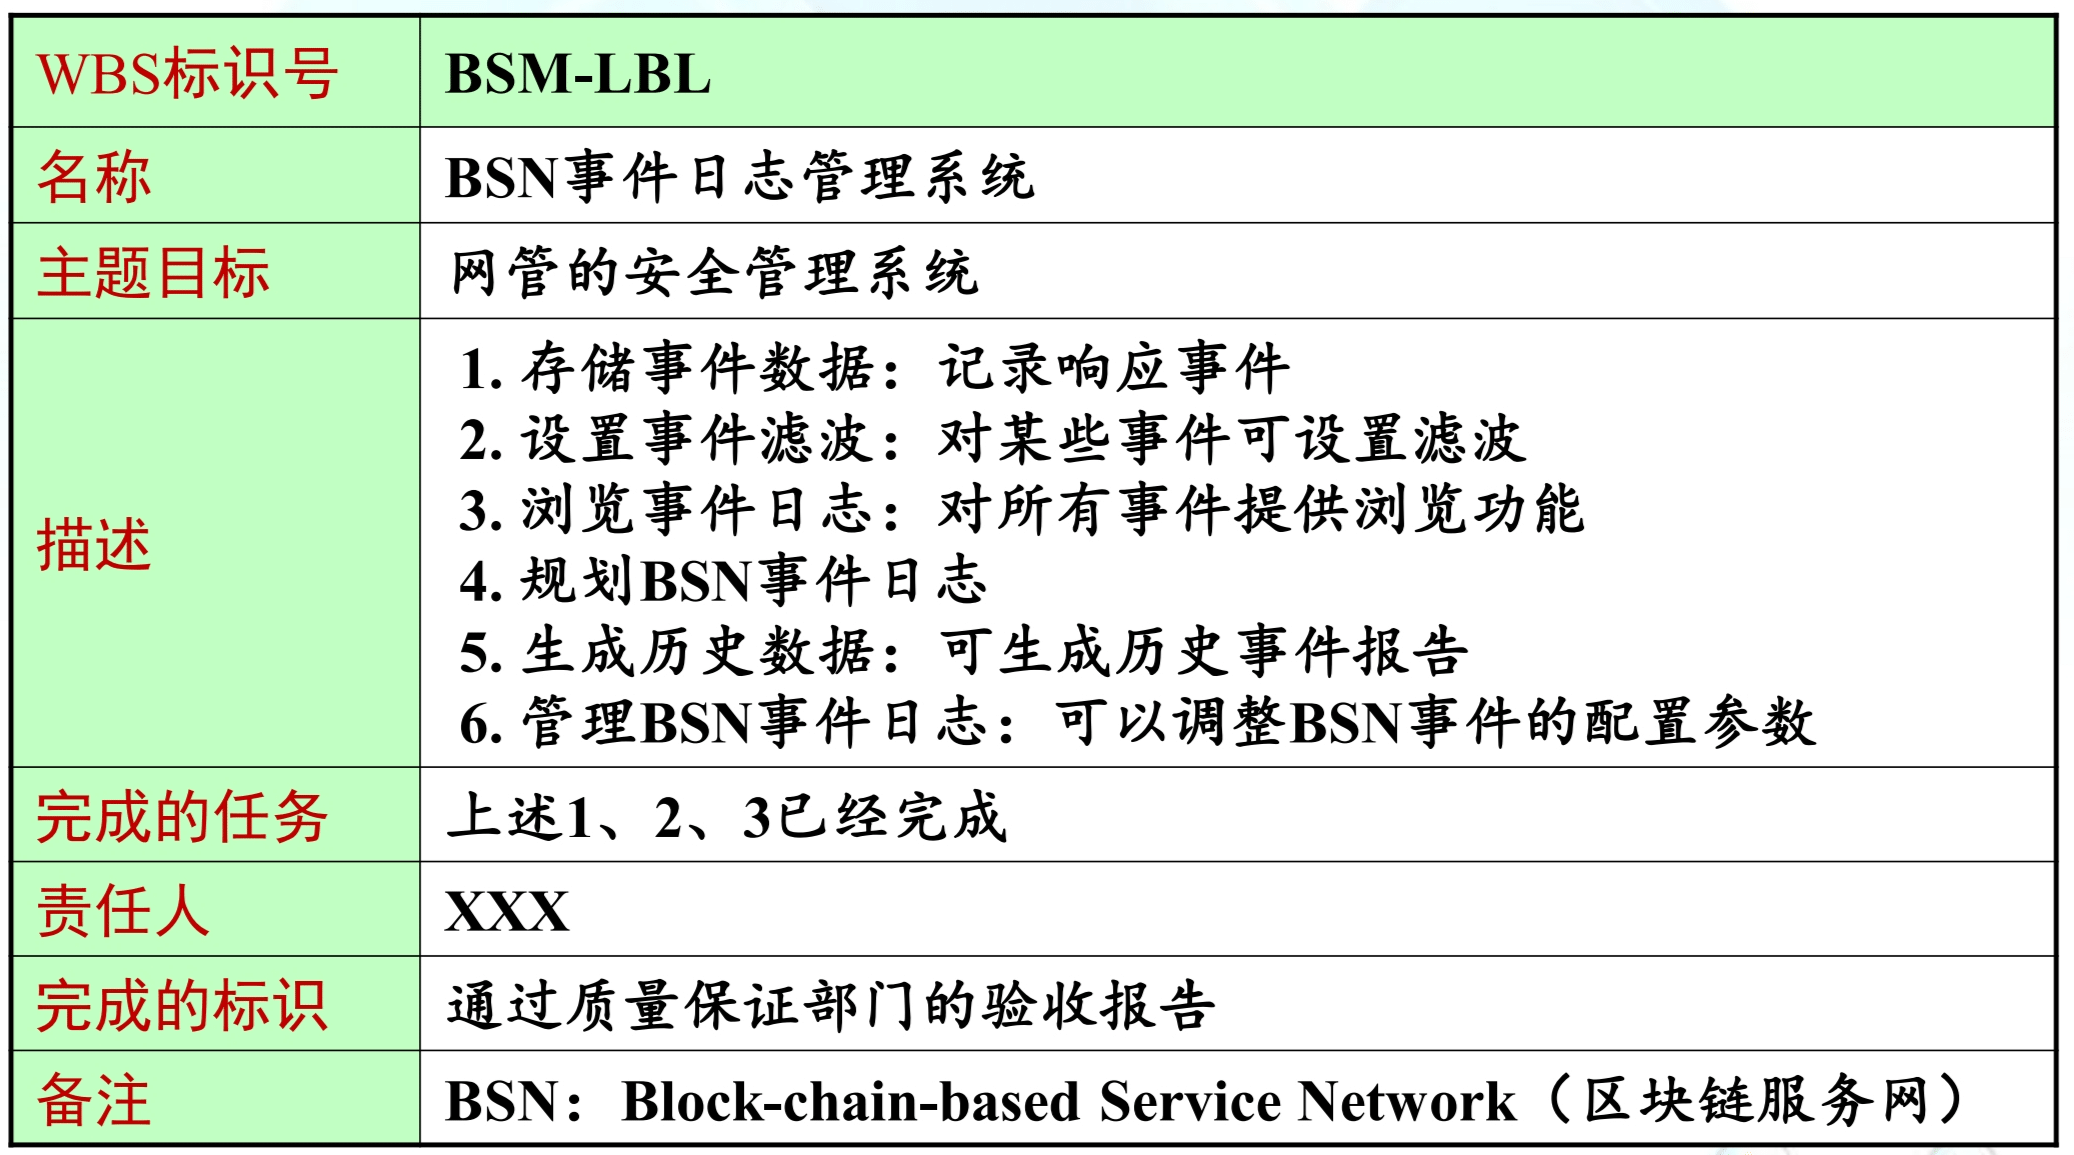 WBS标识号 BSM-LBL
名称 BSN事件日志管理系统
主题目标 网管的安全管理系统
描述
1. 存储事件数据：记录响应事件
2. 设置事件滤波：对某些事件可设置滤波
3. 浏览事件日志：对所有事件提供浏览功能
4. 规划BSN事件日志
5. 生成历史数据：可生成历史事件报告
6. 管理BSN事件日志：可以调整BSN事件的配置参数
完成的任务 上述1、2、3已经完成
责任人 XXX
完成的标识 通过质量保证部门的验收报告
备注 BSN：Block-chain-based Service Network（区块链服务网）